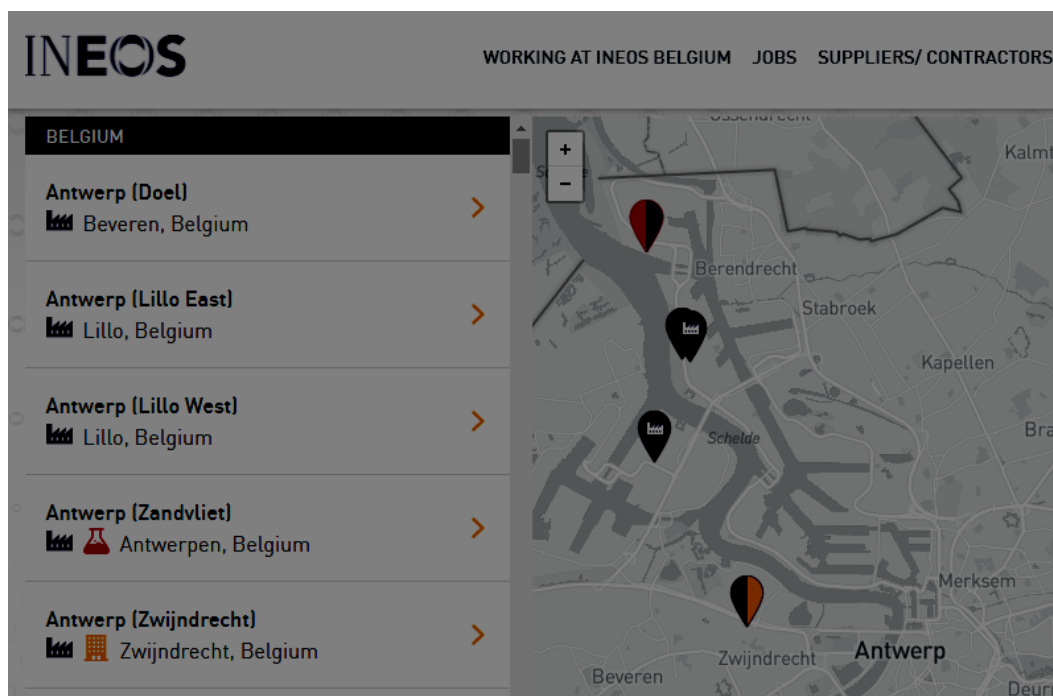 INEOS
WORKING AT INEOS BELGIUM JOBS SUPPLIERS/ CONTRACTORS
BELGIUM
Antwerp (Doel)
Beveren, Belgium
Antwerp (Lillo East)
Lillo, Belgium
Antwerp (Lillo West)
Lillo, Belgium
Antwerp (Zandvliet)
Antwerpen, Belgium
Antwerp (Zwijndrecht)
Zwijndrecht, Belgium
+
−
Kalmt
Berendrecht
Stabroek
Kapellen
Bra
Schelde
Merksem
Antwerp
Zwijndrecht
Beveren
Deur